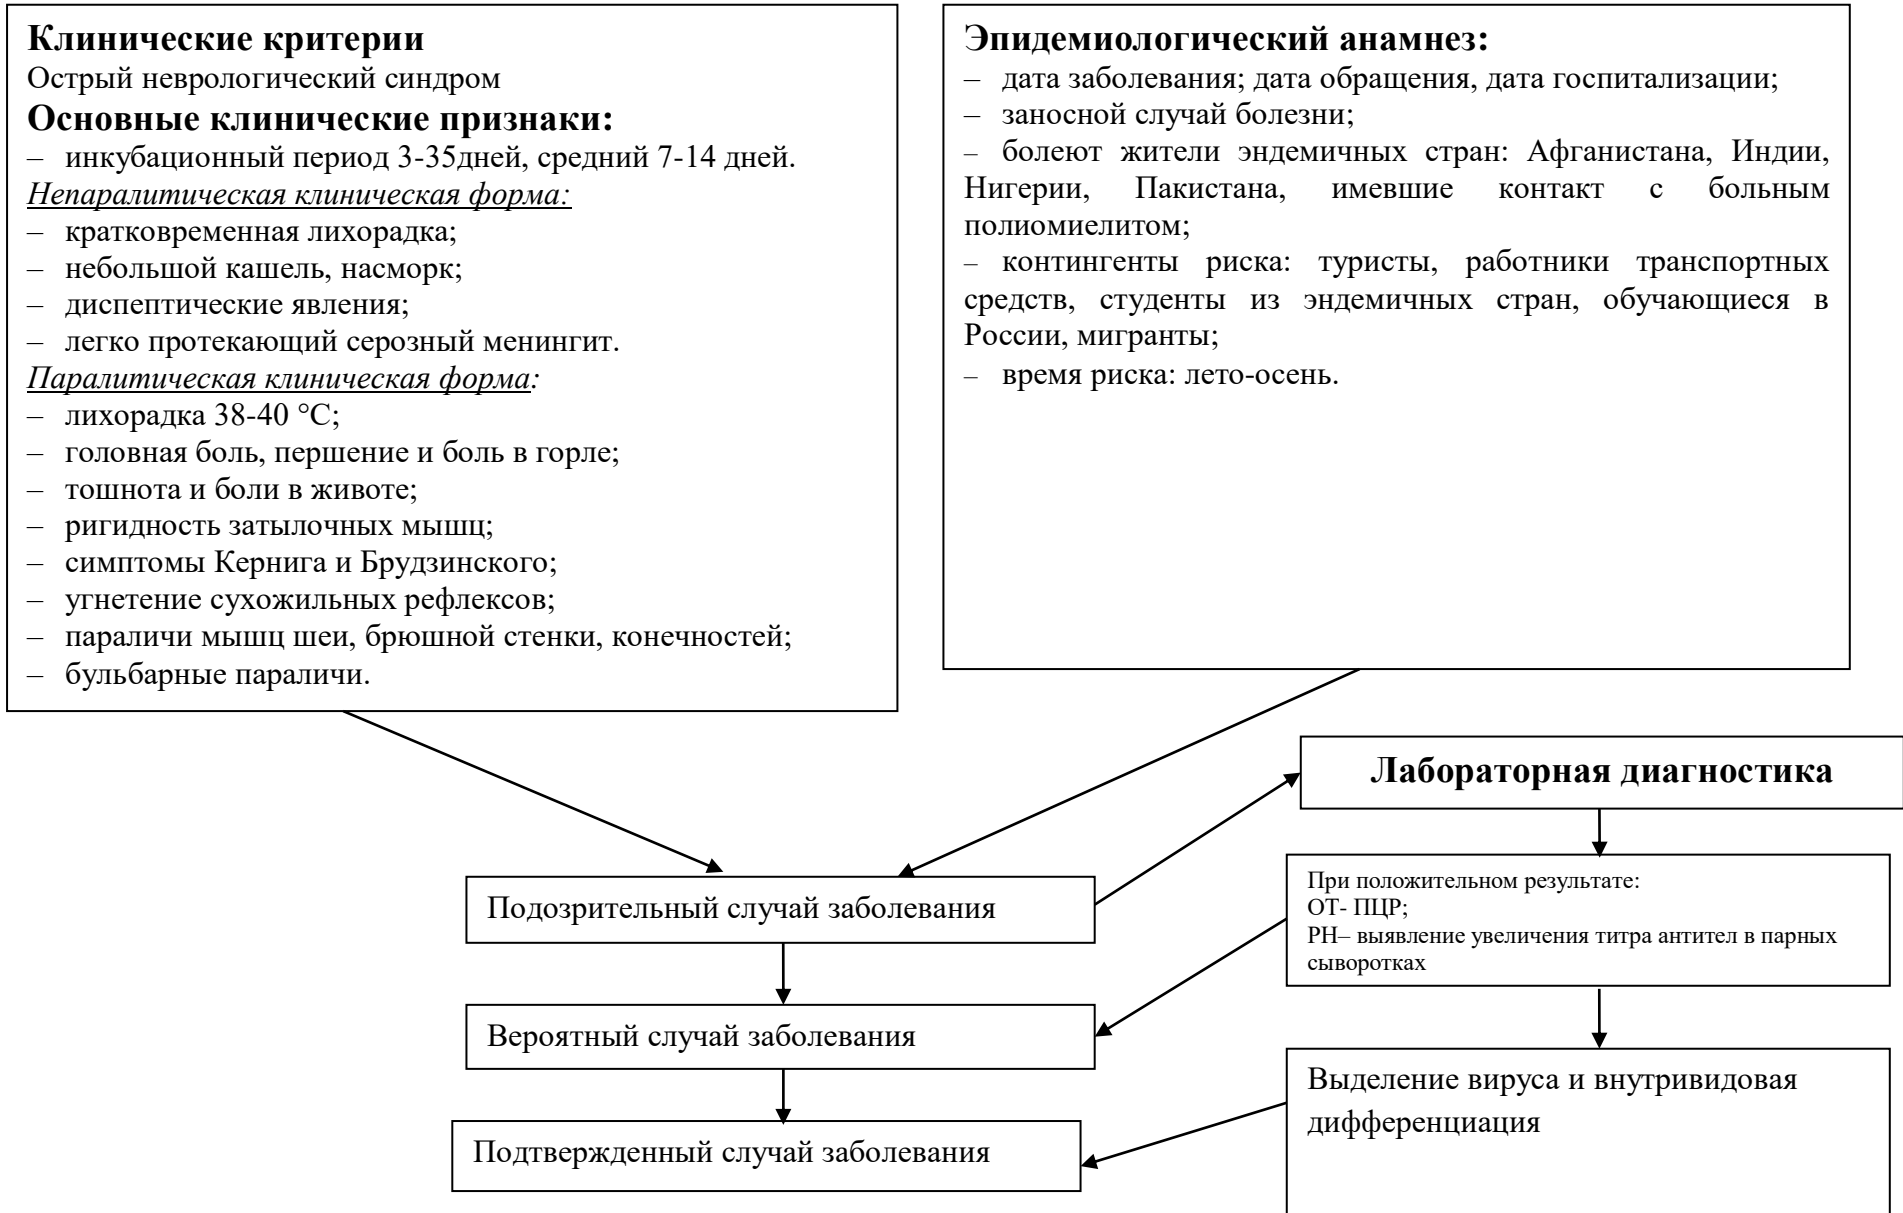 Клинические критерии
Острый неврологический синдром
Основные клинические признаки:
– инкубационный период 3-35дней, средний 7-14 дней.
Непаралитическая клиническая форма:
– кратковременная лихорадка;
– небольшой кашель, насморк;
– диспептические явления;
– легко протекающий серозный менингит.
Паралитическая клиническая форма:
– лихорадка 38-40 °С;
– головная боль, першение и боль в горле;
– тошнота и боли в животе;
– ригидность затылочных мышц;
– симптомы Кернига и Брудзинского;
– угнетение сухожильных рефлексов;
– параличи мышц шеи, брюшной стенки, конечностей;
– бульбарные параличи.
Эпидемиологический анамнез:
– дата заболевания; дата обращения, дата госпитализации;
– заносной случай болезни;
– болеют жители эндемичных стран: Афганистана, Индии,
Нигерии, Пакистана, имевшие контакт с больным
полиомиелитом;
– контингенты риска: туристы, работники транспортных
средств, студенты из эндемичных стран, обучающиеся в
России, мигранты;
– время риска: лето-осень.
Лабораторная диагностика
При положительном результате:
ОТ- ПЦР;
РН– выявление увеличения титра антител в парных
сыворотках
Подозрительный случай заболевания
Вероятный случай заболевания
Выделение вируса и внутривидовая
дифференциация
Подтвержденный случай заболевания